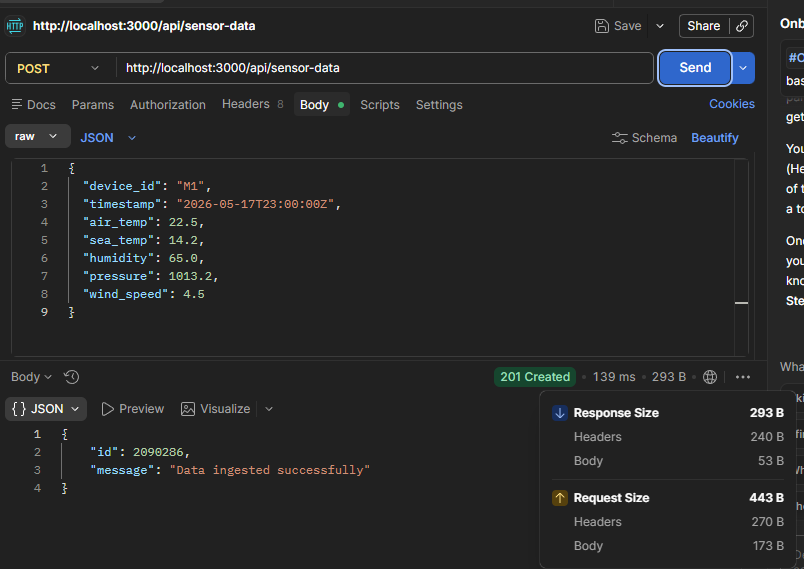 HTTP http://localhost:3000/api/sensor-data Save Share
POST http://localhost:3000/api/sensor-data Send
Docs Params Authorization Headers 8 Body Scripts Settings Cookies
raw JSON Schema Beautify
1 {
2 "device_id": "M1",
3 "timestamp": "2026-05-17T23:00:00Z",
4 "air_temp": 22.5,
5 "sea_temp": 14.2,
6 "humidity": 65.0,
7 "pressure": 1013.2,
8 "wind_speed": 4.5
9 }
Body 201 Created 139 ms 293 B
{} JSON Preview Visualize
1 {
2 "id": 2090286,
3 "message": "Data ingested successfully"
4 }
Response Size 293 B
Headers 240 B
Body 53 B
Request Size 443 B
Headers 270 B
Body 173 B
Onb
#C
bas
get
You
(He
of t
a to
One
you
kno
Ste
Wha